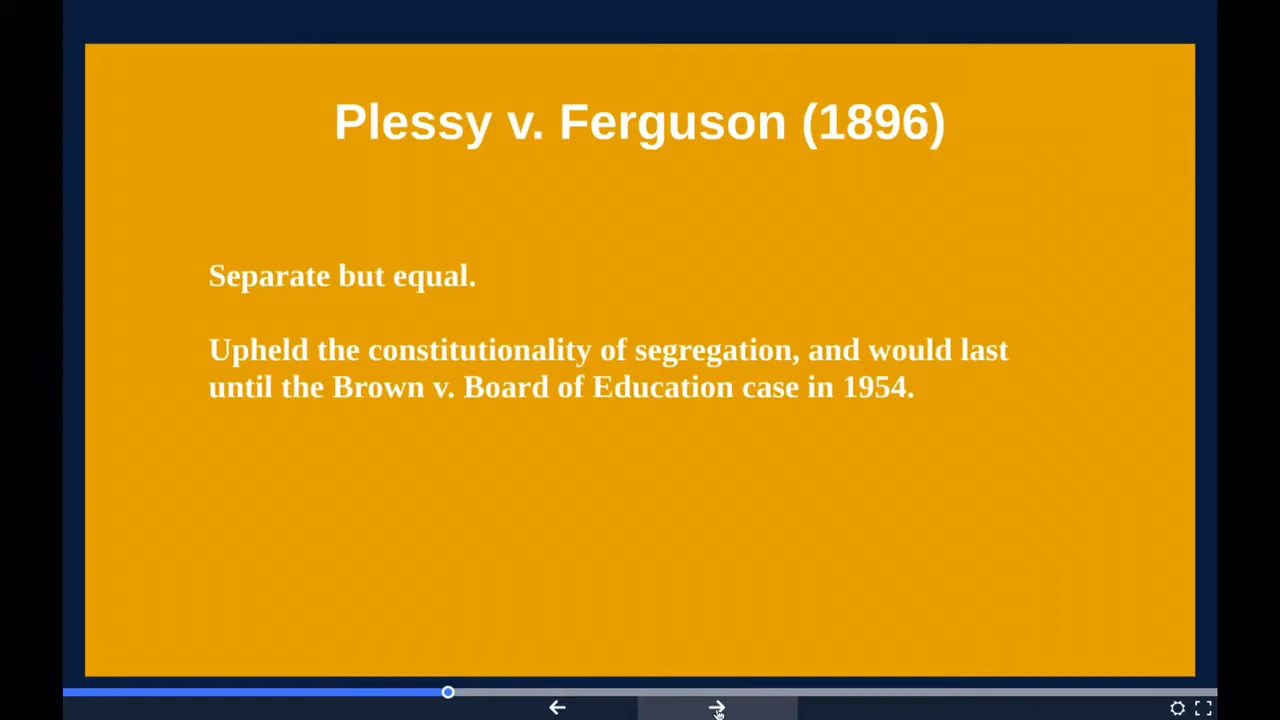 Plessy v. Ferguson (1896)
Separate but equal.
Upheld the constitutionality of segregation, and would last
until the Brown v. Board of Education case in 1954.